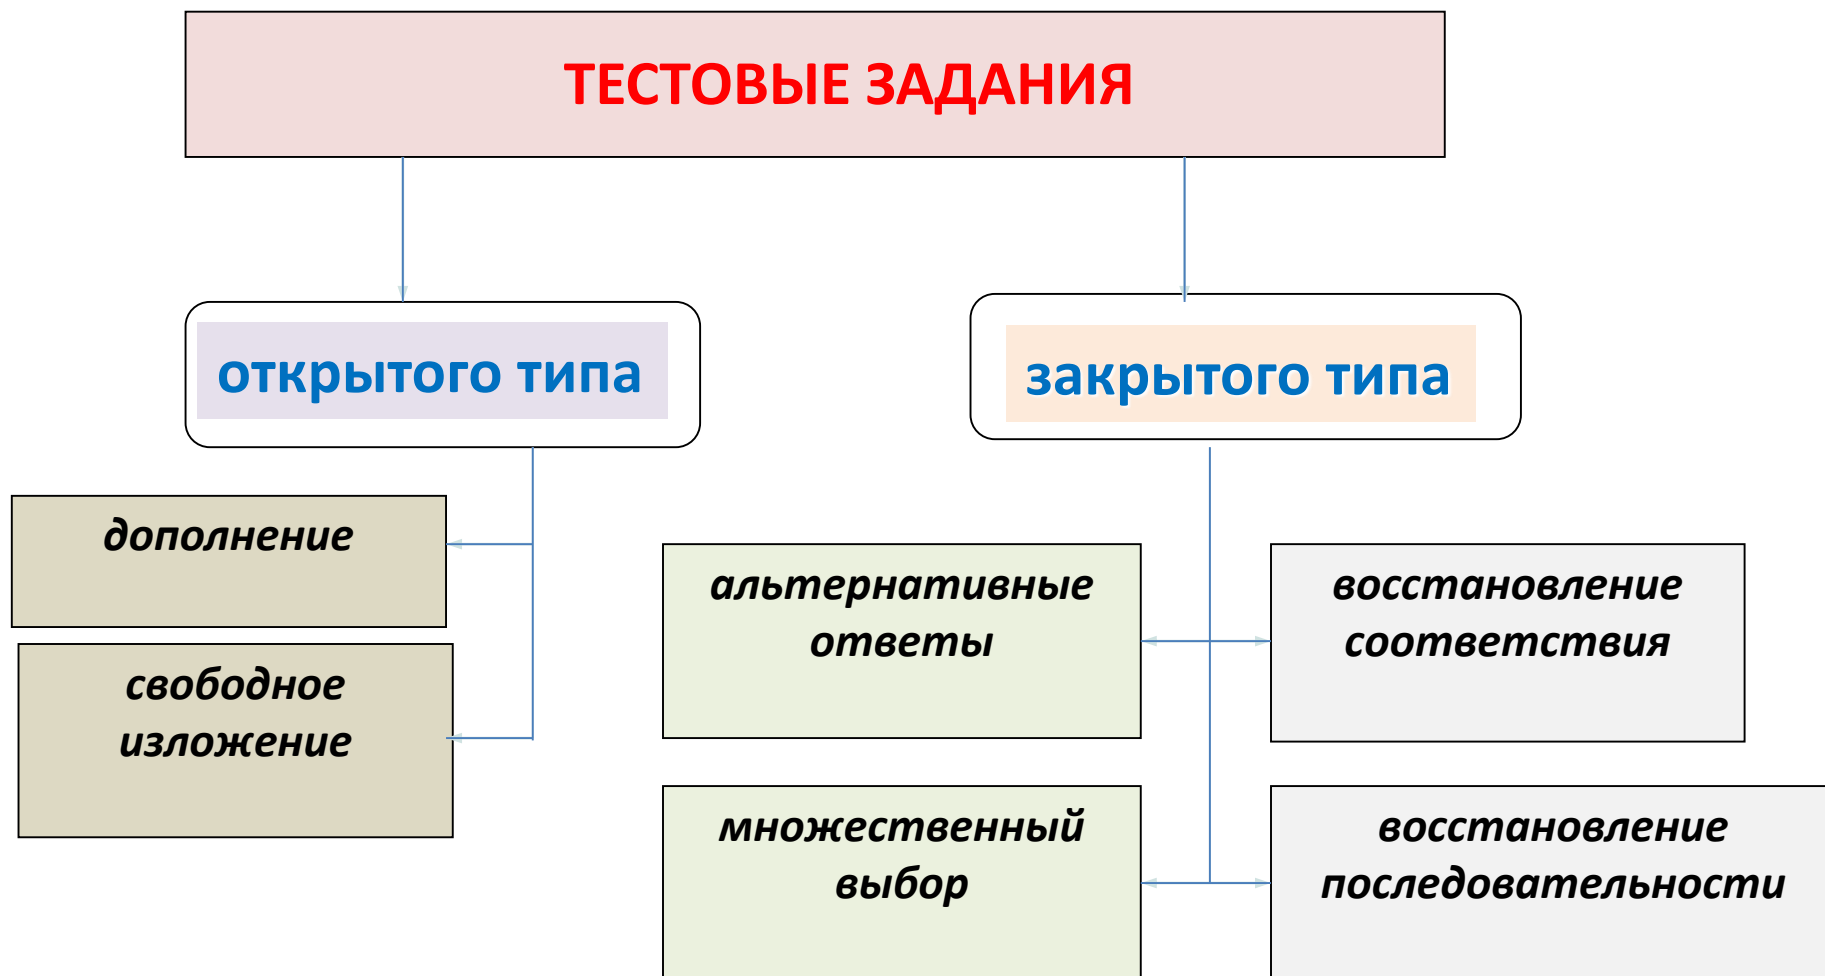 ТЕСТОВЫЕ ЗАДАНИЯ
открытого типа
закрытого типа
дополнение
свободное
изложение
альтернативные
ответы
восстановление
соответствия
множественный
выбор
восстановление
последовательности